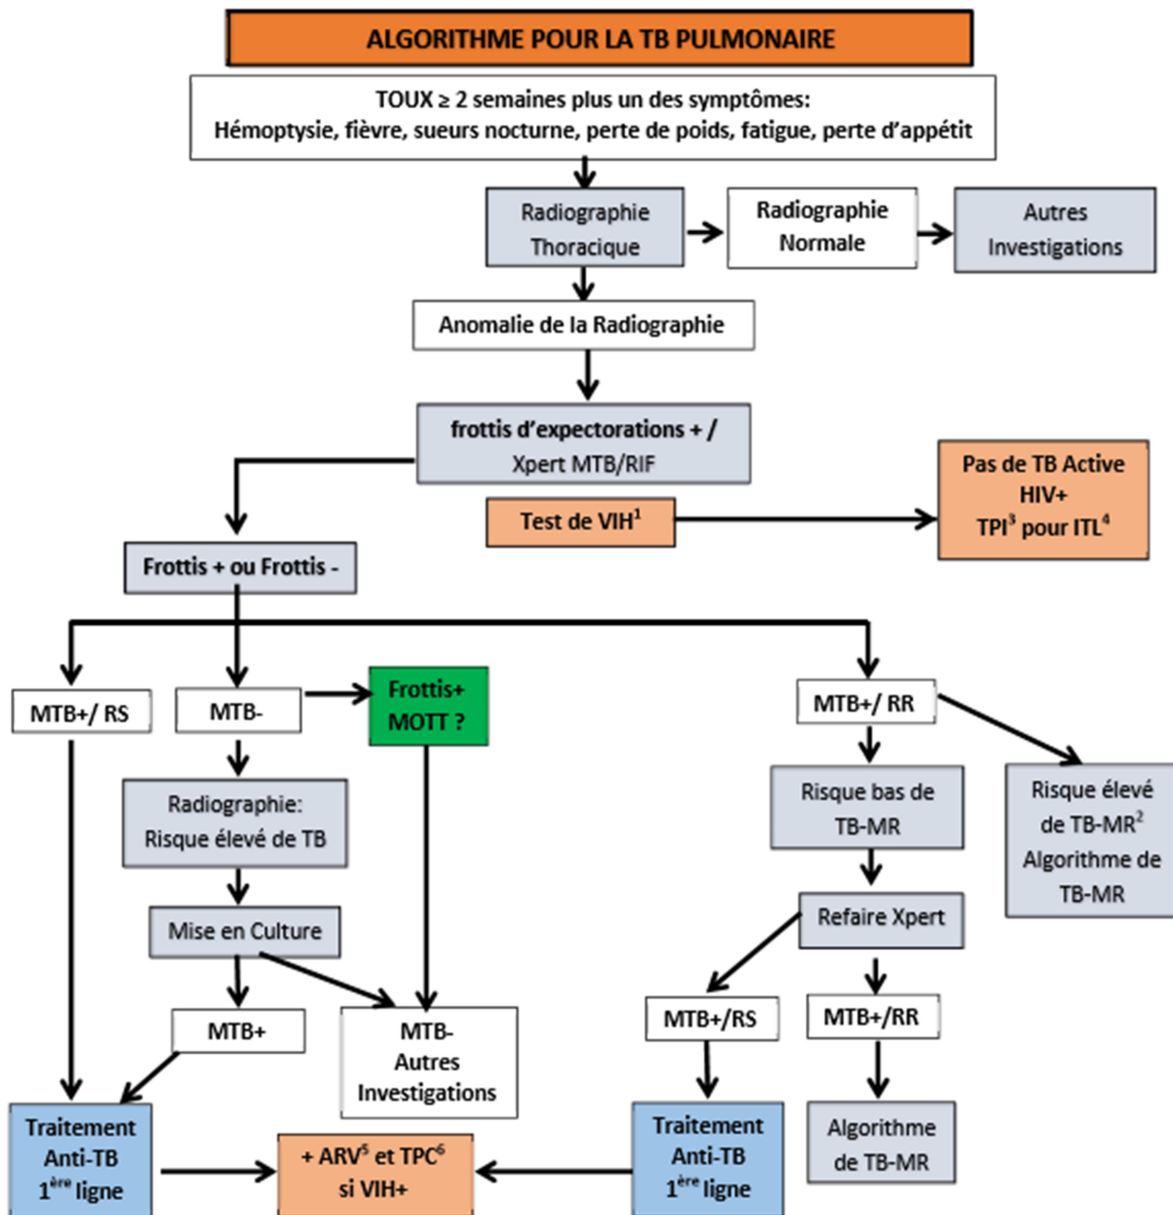 ALGORITHME POUR LA TB PULMONAIRE
TOUX ≥ 2 semaines plus un des symptômes:
Hémoptysie, fièvre, sueurs nocturne, perte de poids, fatigue, perte d'appétit
Radiographie
Thoracique
Radiographie
Normale
Autres
Investigations
Anomalie de la Radiographie
frottis d'expectorations + /
Xpert MTB/RIF
Test de VIH¹
Pas de TB Active
HIV+
TPI³ pour ITL⁴
Frottis + ou Frottis -
MTB+/ RS
MTB-
Frottis+
MOTT ?
MTB+/ RR
Radiographie:
Risque élevé de TB
Risque bas de
TB-MR
Risque élevé
de TB-MR²
Algorithme de
TB-MR
Mise en Culture
Refaire Xpert
MTB+
MTB-
Autres
Investigations
MTB+/RS
MTB+/RR
Traitement
Anti-TB
1ère ligne
+ ARV⁵ et TPC⁶
si VIH+
Traitement
Anti-TB
1ère ligne
Algorithme
de TB-MR